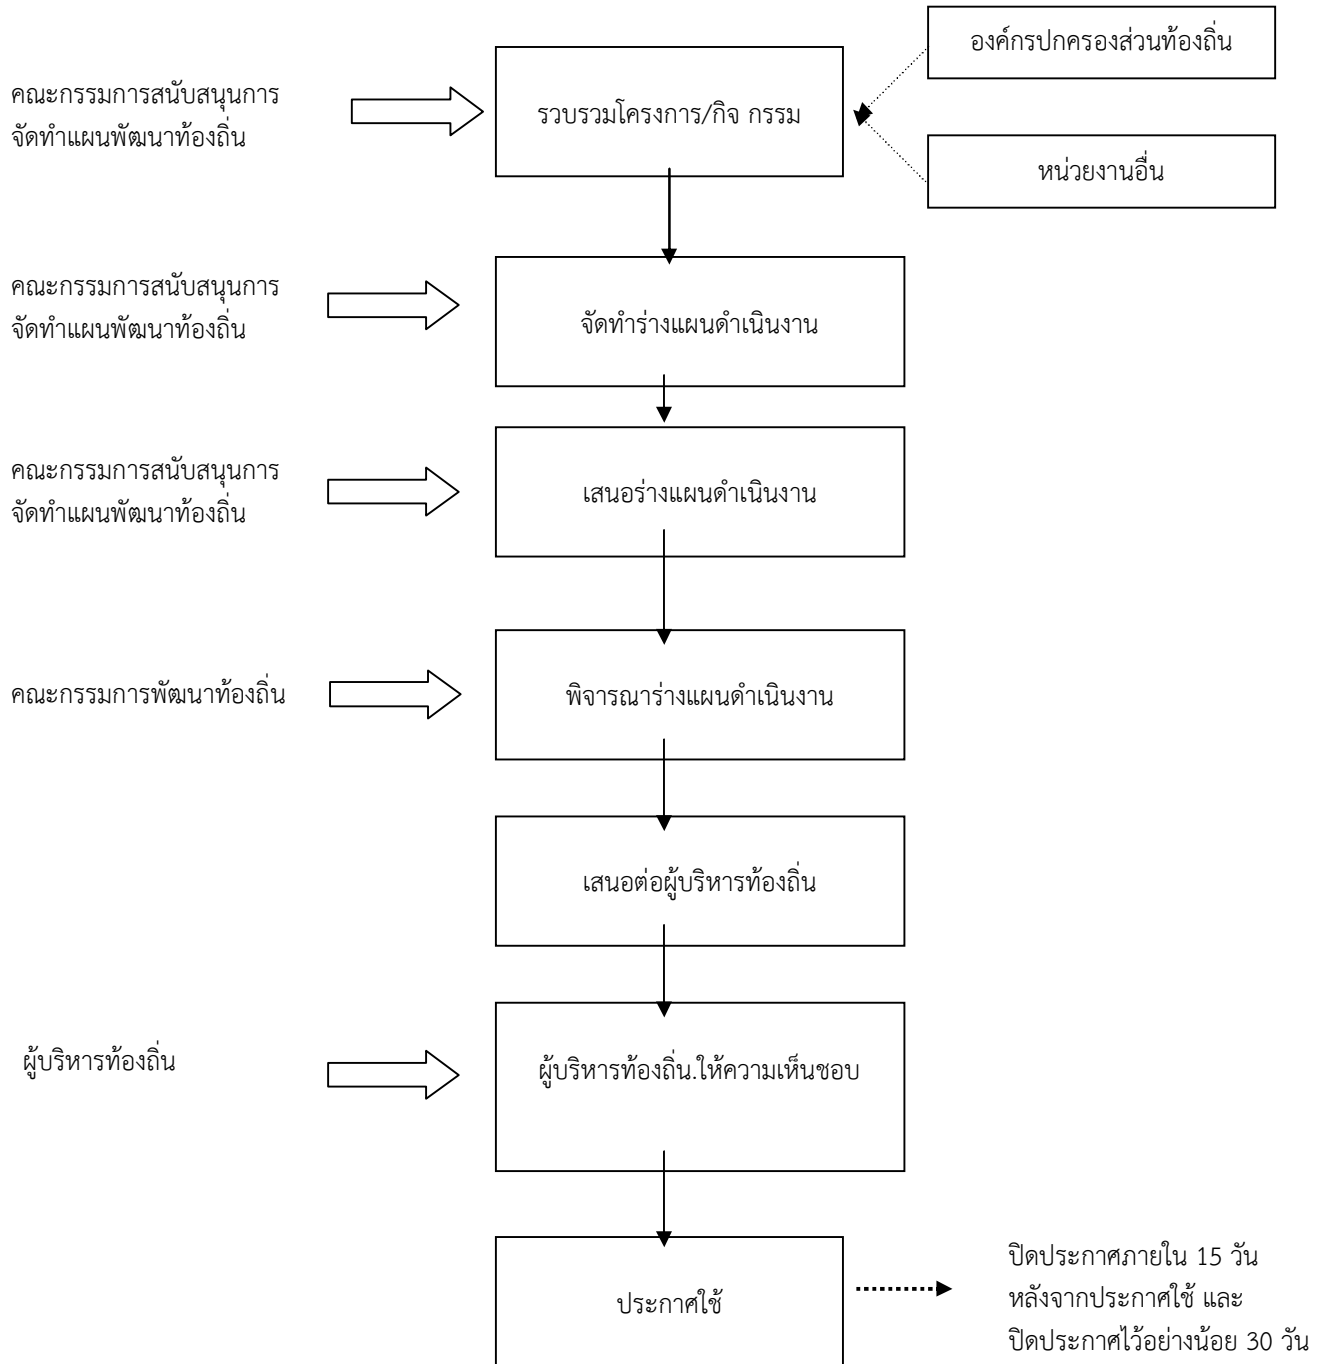 องค์กรปกครองส่วนท้องถิ่น
คณะกรรมการสนับสนุนการ
จัดทำแผนพัฒนาท้องถิ่น
รวบรวมโครงการ/กิจ กรรม
หน่วยงานอื่น
คณะกรรมการสนับสนุนการ
จัดทำแผนพัฒนาท้องถิ่น
จัดทำร่างแผนดำเนินงาน
คณะกรรมการสนับสนุนการ
จัดทำแผนพัฒนาท้องถิ่น
เสนอร่างแผนดำเนินงาน
คณะกรรมการพัฒนาท้องถิ่น
พิจารณาร่างแผนดำเนินงาน
เสนอต่อผู้บริหารท้องถิ่น
ผู้บริหารท้องถิ่น
ผู้บริหารท้องถิ่น.ให้ความเห็นชอบ
ประกาศใช้
ปิดประกาศภายใน 15 วัน
หลังจากประกาศใช้ และ
ปิดประกาศไว้อย่างน้อย 30 วัน